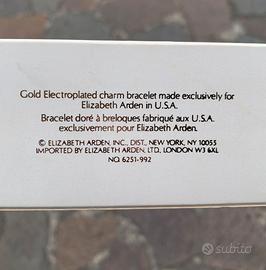 Gold Electroplated charm bracelet made exclusively for
Elizabeth Arden in U.S.A.
Bracelet doré à breloques fabriqué aux U.S.A.
exclusivement pour Elizabeth Arden.
© ELIZABETH ARDEN, INC., DIST., NEW YORK, NY 10055
IMPORTED BY ELIZABETH ARDEN, LTD., LONDON W3 6XL
NO. 6251-992
subito